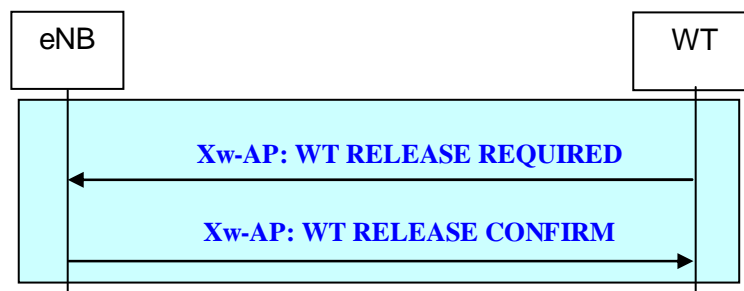 eNB
WT
Xw-AP: WT RELEASE REQUIRED
Xw-AP: WT RELEASE CONFIRM